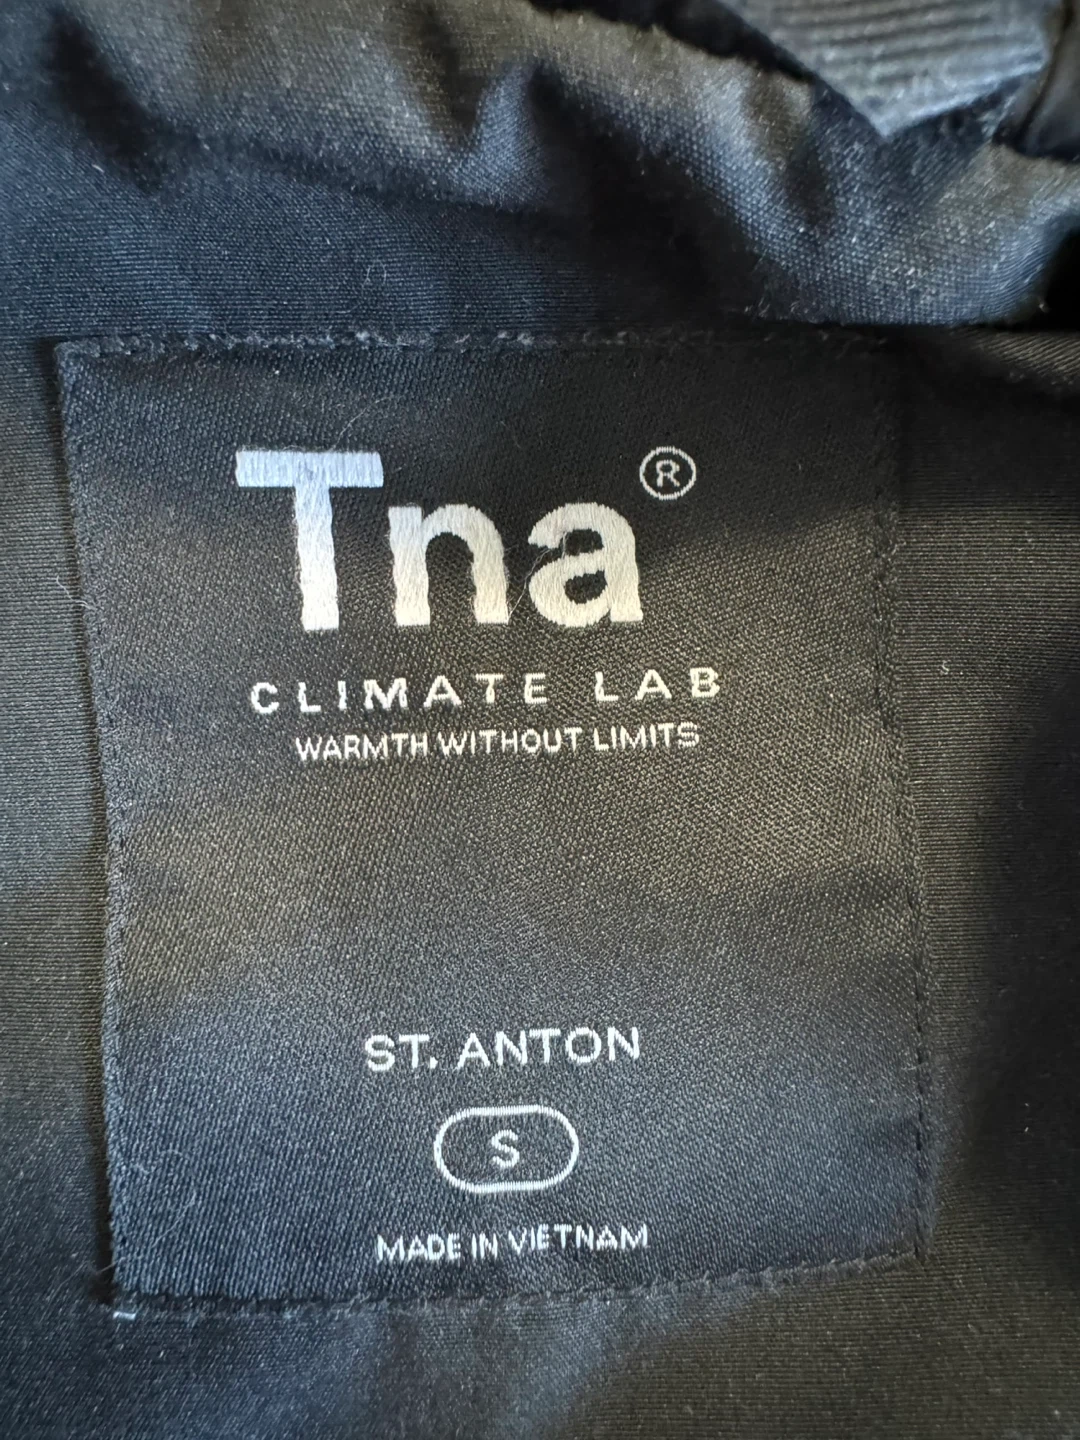 Tna®
CLIMATE LAB
WARMTH WITHOUT LIMITS
ST. ANTON
S
MADE IN VIETNAM